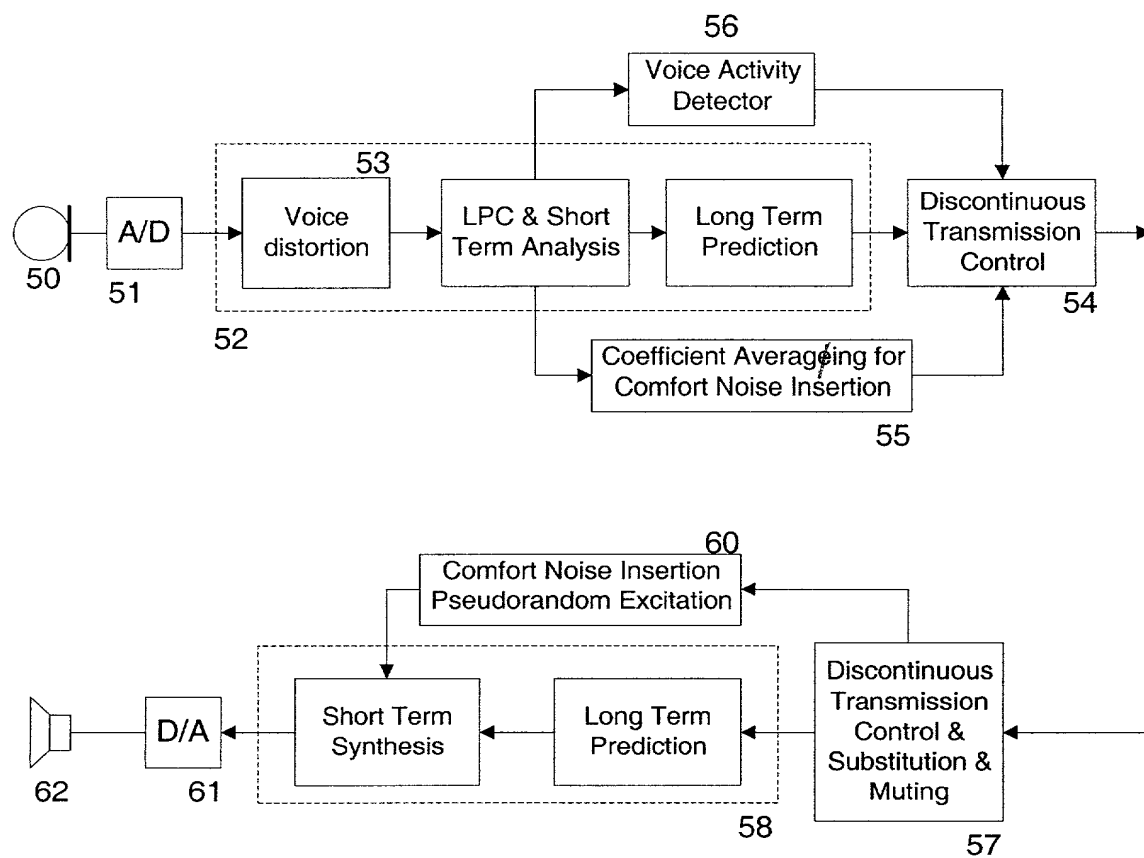 56
Voice Activity
Detector
53
A/D
Voice
distortion
LPC & Short
Term Analysis
Long Term
Prediction
Discontinuous
Transmission
Control
50
51
52
54
Coefficient Averageing for
Comfort Noise Insertion
55
60
Comfort Noise Insertion
Pseudorandom Excitation
D/A
Short Term
Synthesis
Long Term
Prediction
Discontinuous
Transmission
Control &
Substitution &
Muting
62
61
58
57